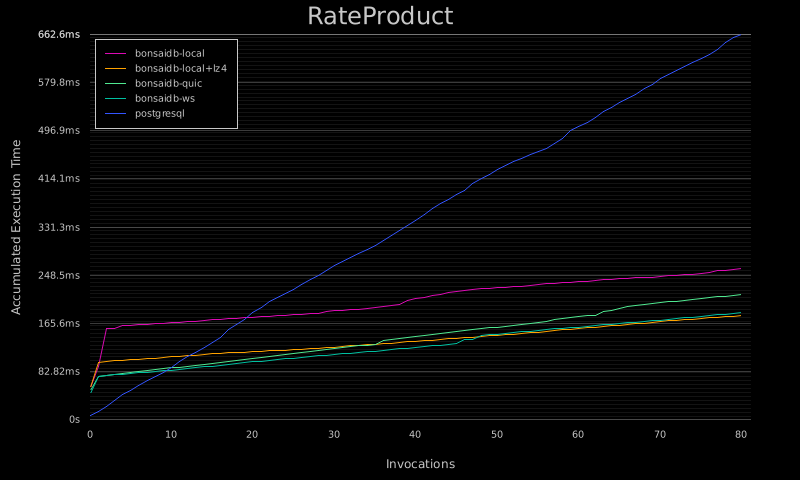 RateProduct
662.6ms
579.8ms
496.9ms
414.1ms
331.3ms
248.5ms
165.6ms
82.82ms
0s
bonsaidb-local
bonsaidb-local+lz4
bonsaidb-quic
bonsaidb-ws
postgresql
Accumulated Execution Time
0 10 20 30 40 50 60 70 80
Invocations